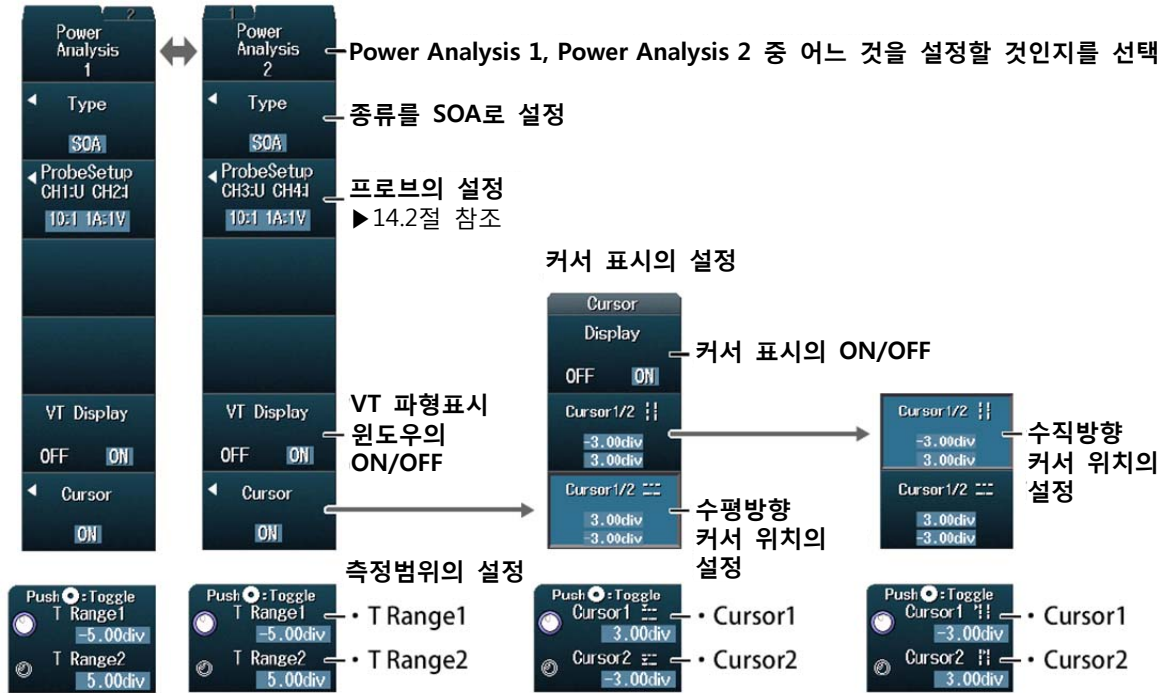 2
Power
Analysis
1
Type
SOA
ProbeSetup
CH1:U CH2:I
10:1 1A:1V
VT Display
OFF ON
Cursor
ON
Push :Toggle
T Range1
-5.00div
T Range2
5.00div
1
Power
Analysis
2
Type
SOA
ProbeSetup
CH3:U CH4:I
10:1 1A:1V
VT Display
OFF ON
Cursor
ON
Power Analysis 1, Power Analysis 2 중 어느 것을 설정할 것인지를 선택
종류를 SOA로 설정
프로브의 설정
▶14.2절 참조
VT 파형표시
윈도우의
ON/OFF
측정범위의 설정
Push :Toggle
T Range1
-5.00div
T Range2
5.00div
・ T Range1
・ T Range2
커서 표시의 설정
Cursor
Display
OFF ON
Cursor1/2
-3.00div
3.00div
Cursor1/2
3.00div
-3.00div
커서 표시의 ON/OFF
수평방향
커서 위치의
설정
Push :Toggle
Cursor1
3.00div
Cursor2
-3.00div
・ Cursor1
・ Cursor2
Cursor1/2
-3.00div
3.00div
Cursor1/2
3.00div
-3.00div
수직방향
커서 위치의
설정
Push :Toggle
Cursor1
-3.00div
Cursor2
3.00div
・ Cursor1
・ Cursor2